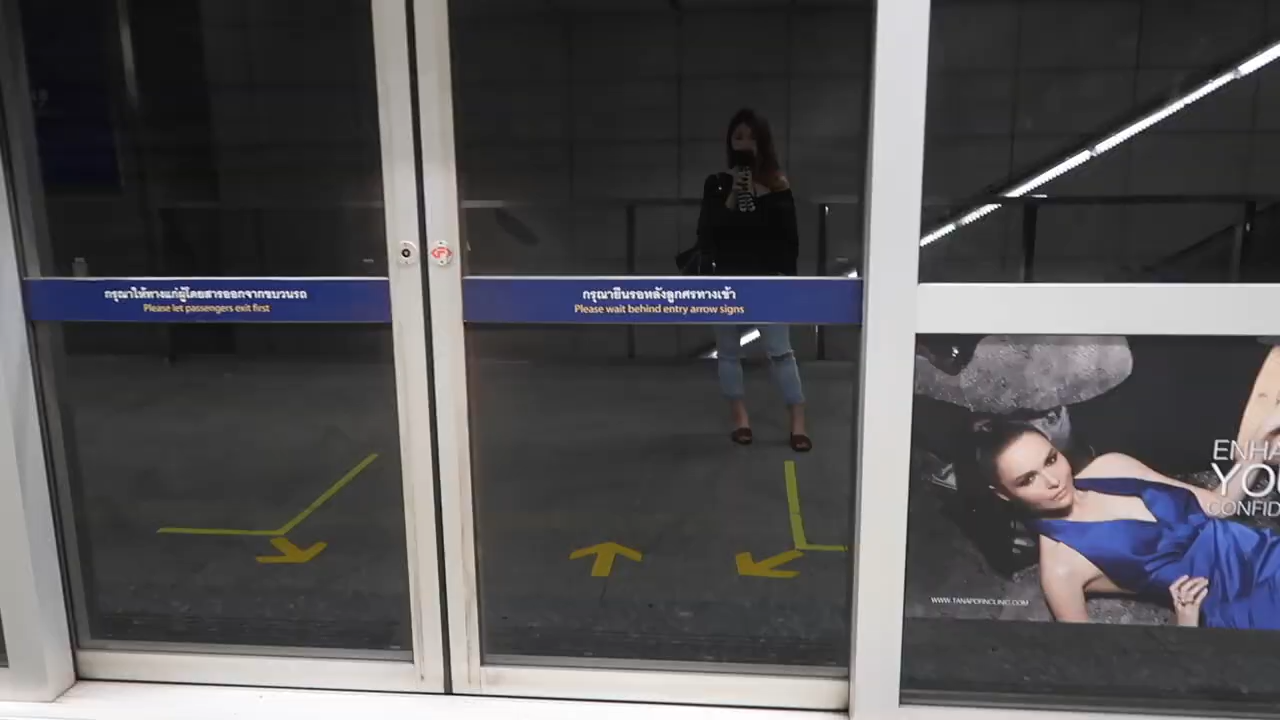 กรุณาให้ทางแก่ผู้โดยสารออกจากขบวนรถ
Please let passengers exit first
กรุณายืนรอหลังลูกศรทางเข้า
Please wait behind entry arrow signs
ENHA
YOU
CONFID
WWW.TANAPORNCLINIC.COM